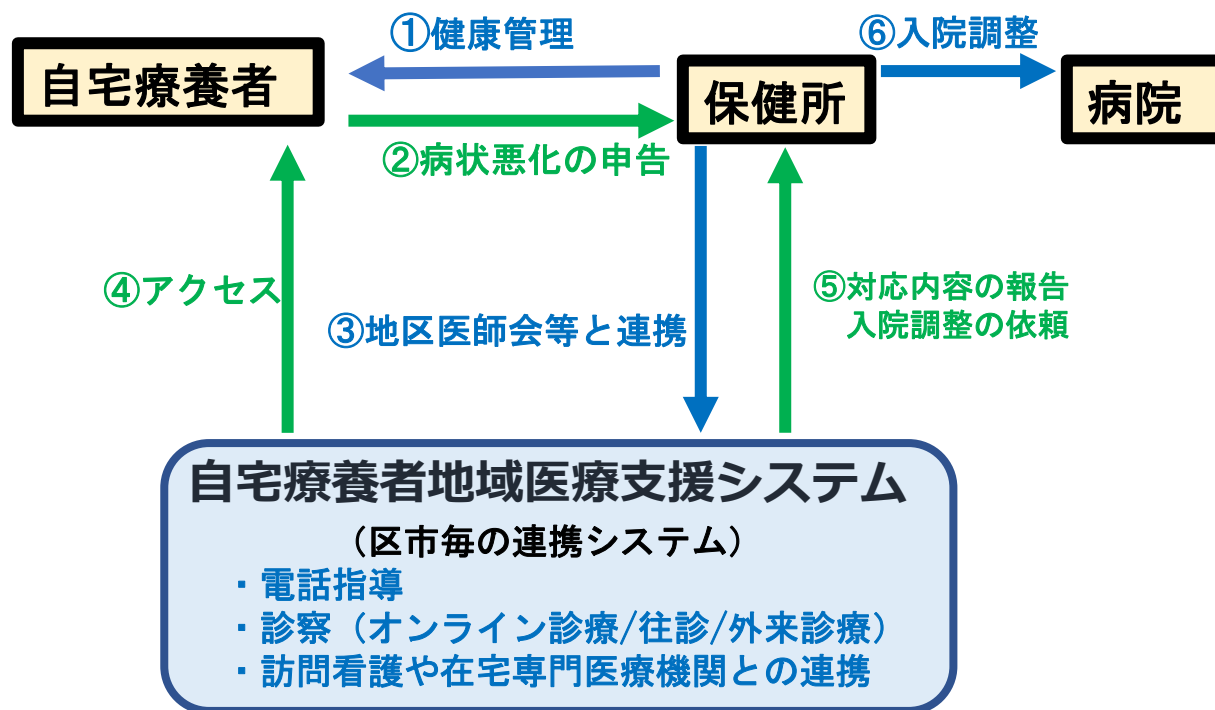 ①健康管理
⑥入院調整
自宅療養者
保健所
病院
②病状悪化の申告
④アクセス
③地区医師会等と連携
⑤対応内容の報告
入院調整の依頼
自宅療養者地域医療支援システム
（区市毎の連携システム）
・電話指導
・診察（オンライン診療/往診/外来診療）
・訪問看護や在宅専門医療機関との連携